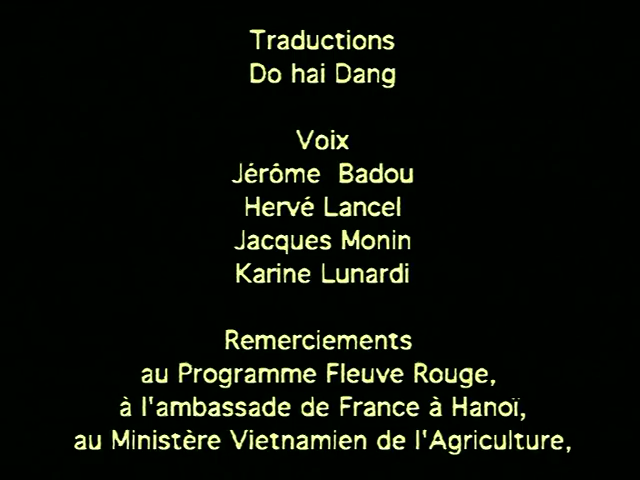 Traductions
Do hai Dang
Voix
Jérôme Badou
Hervé Lancel
Jacques Monin
Karine Lunardi
Remerciements
au Programme Fleuve Rouge,
à l'ambassade de France à Hanoï,
au Ministère Vietnamien de l'Agriculture,